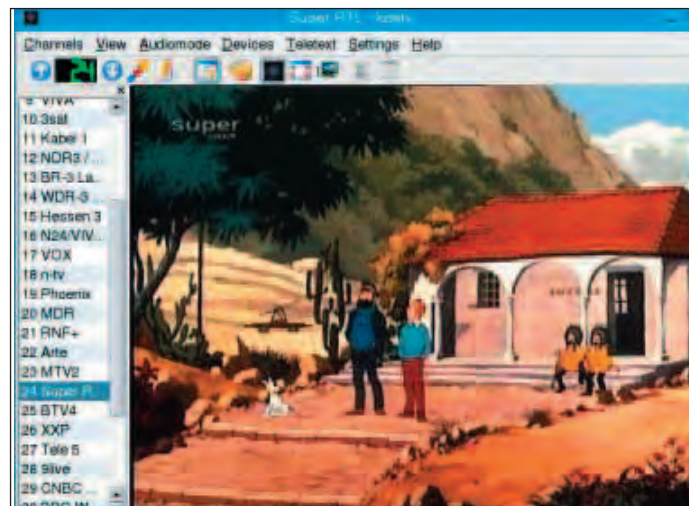 Super RTL - kdetv
Channels View Audiomode Devices Teletext Settings Help
9 VIVA
10 3sat
11 Kabel 1
12 NDR3 / ...
13 BR-3 La...
14 WDR-3 ...
15 Hessen 3
16 N24/VIV...
17 VOX
18 n-tv
19 Phoenix
20 MDR
21 RNF+
22 Arte
23 MTV2
24 Super R...
25 BTV4
26 XXP
27 Tele 5
28 9live
29 CNBC ...
super